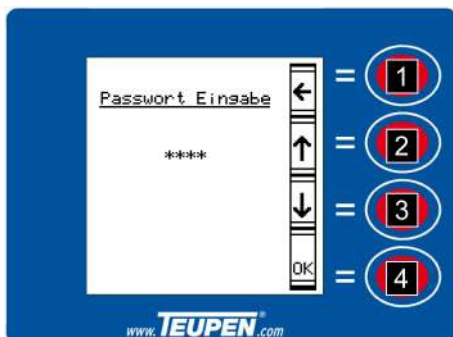 Passwort Eingabe
****
←
↑
↓
OK
= 1
= 2
= 3
= 4
www.TEUPEN®.com